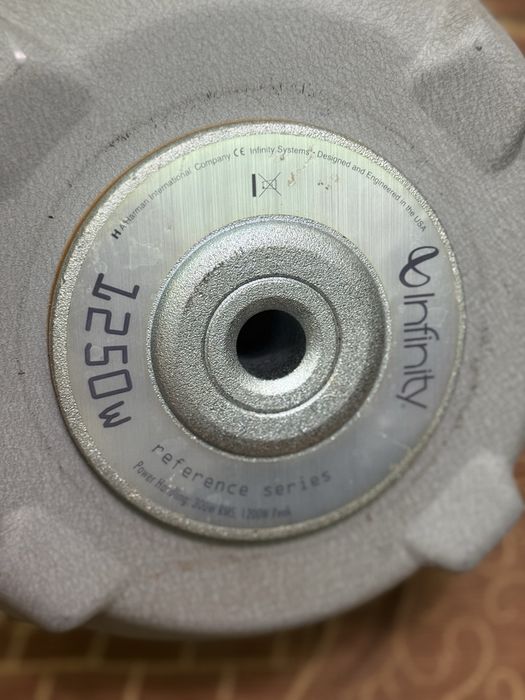 H A Harman International Company CE Infinity Systems • Designed and Engineered in the USA
Infinity
1250w
reference series
Power Handling: 300W RMS, 1200W Peak